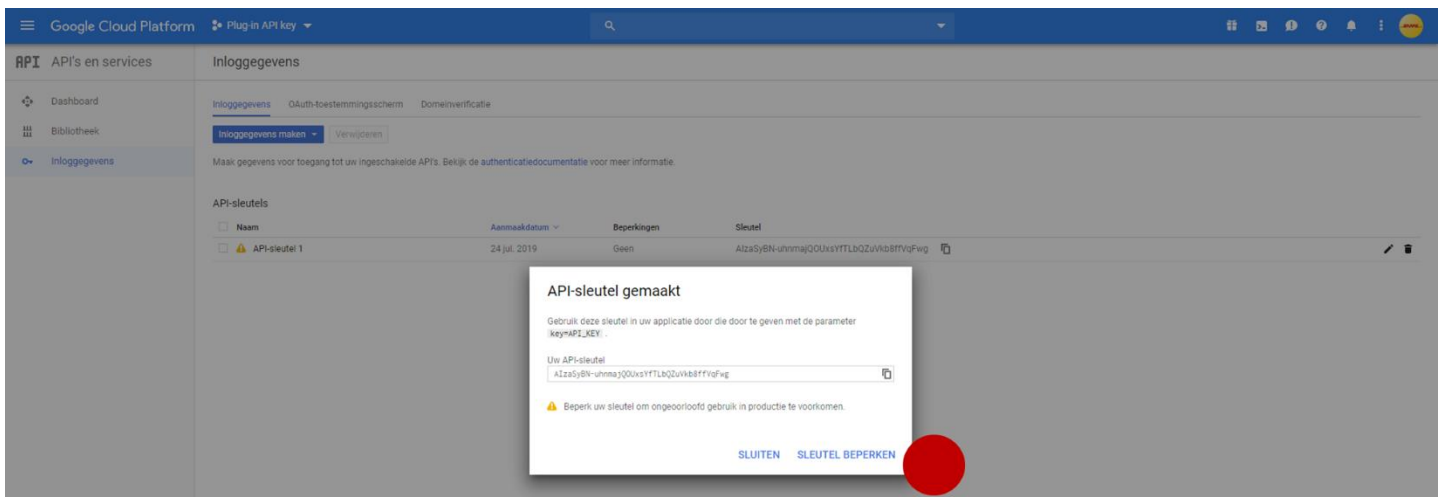 Google Cloud Platform
Plug-in API key
API API's en services
Inloggegevens
Dashboard
Bibliotheek
Inloggegevens
Inloggegevens OAuth-toestemmingsscherm Domeinverificatie
Inloggegevens maken Verwijderen
Maak gegevens voor toegang tot uw ingeschakelde API's. Bekijk de authenticatiedocumentatie voor meer informatie.
API-sleutels
Naam Aanmaakdatum Beperkingen Sleutel
API-sleutel 1 24 jul. 2019 Geen
API-sleutel gemaakt
Gebruik deze sleutel in uw applicatie door die door te geven met de parameter
key=API_KEY .
Uw API-sleutel
Beperk uw sleutel om ongeoorloofd gebruik in productie te voorkomen.
SLUITEN SLEUTEL BEPERKEN